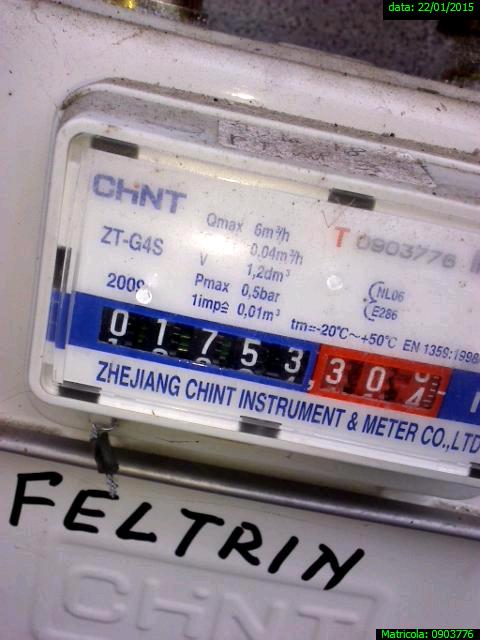 data: 22/01/2015
CHNT
T 0903776
Qmax 6m³/h
ZT-G4S
0,04m³/h
V 1,2dm³
2009
Pmax 0,5bar
NL06
E286
1imp≙ 0,01m³
tm=-20°C~+50°C EN 1359:1998
01753,30
ZHEJIANG CHINT INSTRUMENT & METER CO.,LTD
FELTRIN
CHNT
Matricola: 0903776